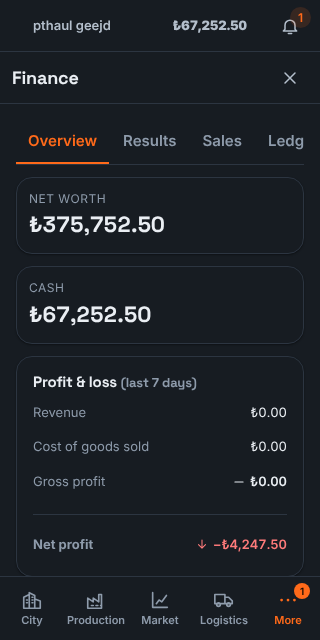 pthaul geejd
₺67,252.50
1
Finance
Overview
Results
Sales
Ledg
NET WORTH
₺375,752.50
CASH
₺67,252.50
Profit & loss (last 7 days)
Revenue ₺0.00
Cost of goods sold ₺0.00
Gross profit — ₺0.00
Net profit ↓ −₺4,247.50
1
City
Production
Market
Logistics
More